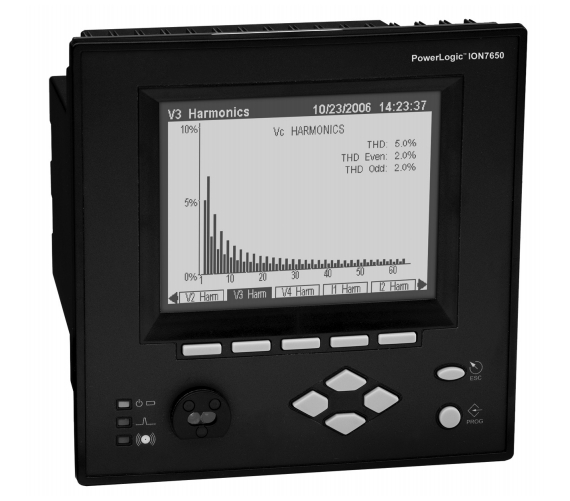 PowerLogic™ ION7650
V3 Harmonics 10/23/2006 14:23:37
10%
Vc HARMONICS
THD: 5.0%
THD Even: 2.0%
THD Odd: 2.0%
5%
0%
1 10 20 30 40 50 60
V2 Harm V3 Harm V4 Harm I1 Harm I2 Harm
ESC
PROG